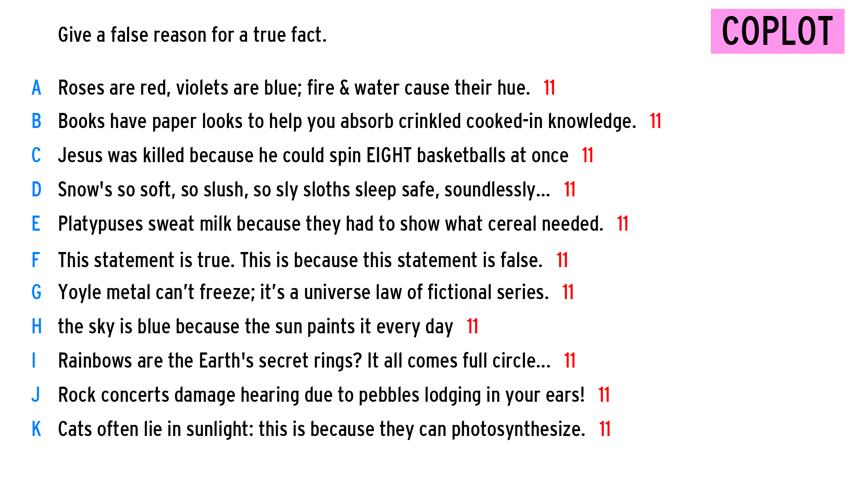 Give a false reason for a true fact.
COPLOT
A Roses are red, violets are blue; fire & water cause their hue. 11
B Books have paper looks to help you absorb crinkled cooked-in knowledge. 11
C Jesus was killed because he could spin EIGHT basketballs at once 11
D Snow's so soft, so slush, so sly sloths sleep safe, soundlessly... 11
E Platypuses sweat milk because they had to show what cereal needed. 11
F This statement is true. This is because this statement is false. 11
G Yoyle metal can’t freeze; it’s a universe law of fictional series. 11
H the sky is blue because the sun paints it every day 11
I Rainbows are the Earth's secret rings? It all comes full circle... 11
J Rock concerts damage hearing due to pebbles lodging in your ears! 11
K Cats often lie in sunlight: this is because they can photosynthesize. 11